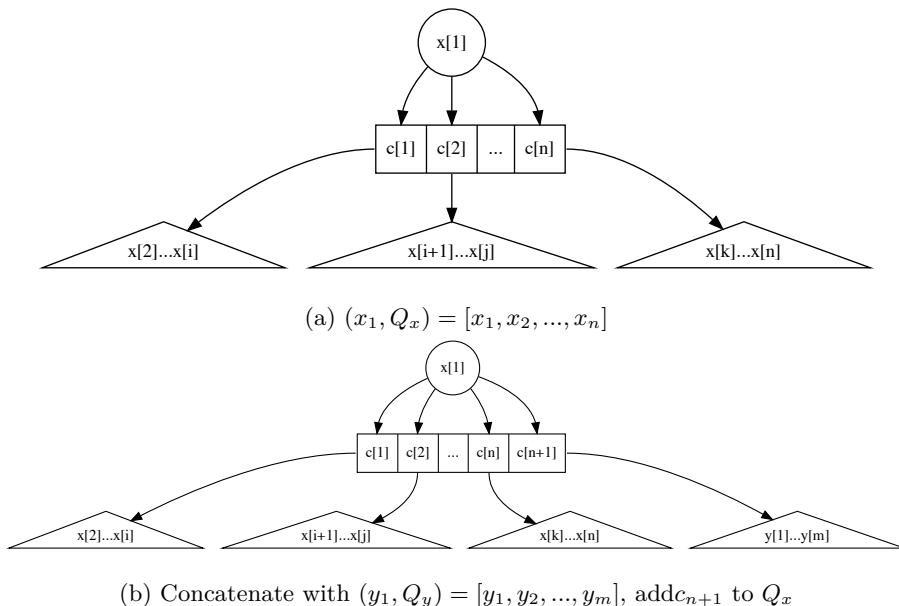 x[1]
c[1] c[2] ... c[n]
x[2]...x[i] x[i+1]...x[j] x[k]...x[n]
(a) (x₁, Qₓ) = [x₁, x₂, ..., xₙ]
x[1]
c[1] c[2] ... c[n] c[n+1]
x[2]...x[i] x[i+1]...x[j] x[k]...x[n] y[1]...y[m]
(b) Concatenate with (y₁, Q_y) = [y₁, y₂, ..., yₘ], addcₙ₊₁ to Qₓ